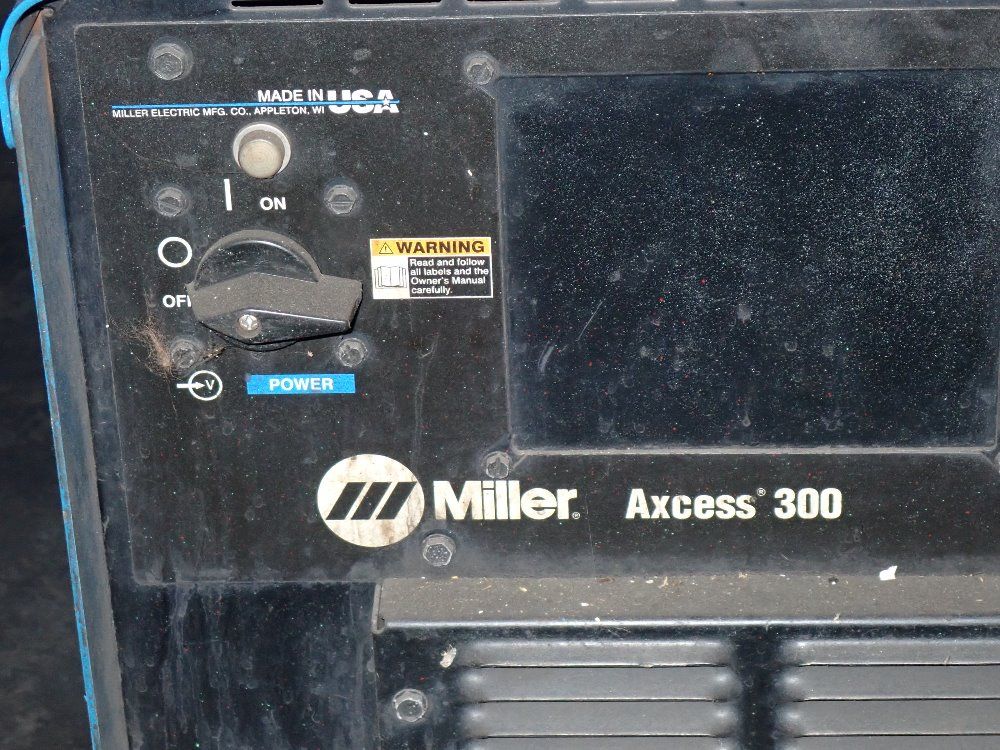 MADE IN USA
MILLER ELECTRIC MFG. CO., APPLETON, WI
ON
OFF
WARNING
Read and follow
all labels and the
Owner's Manual
carefully.
V
POWER
Miller® Axcess® 300